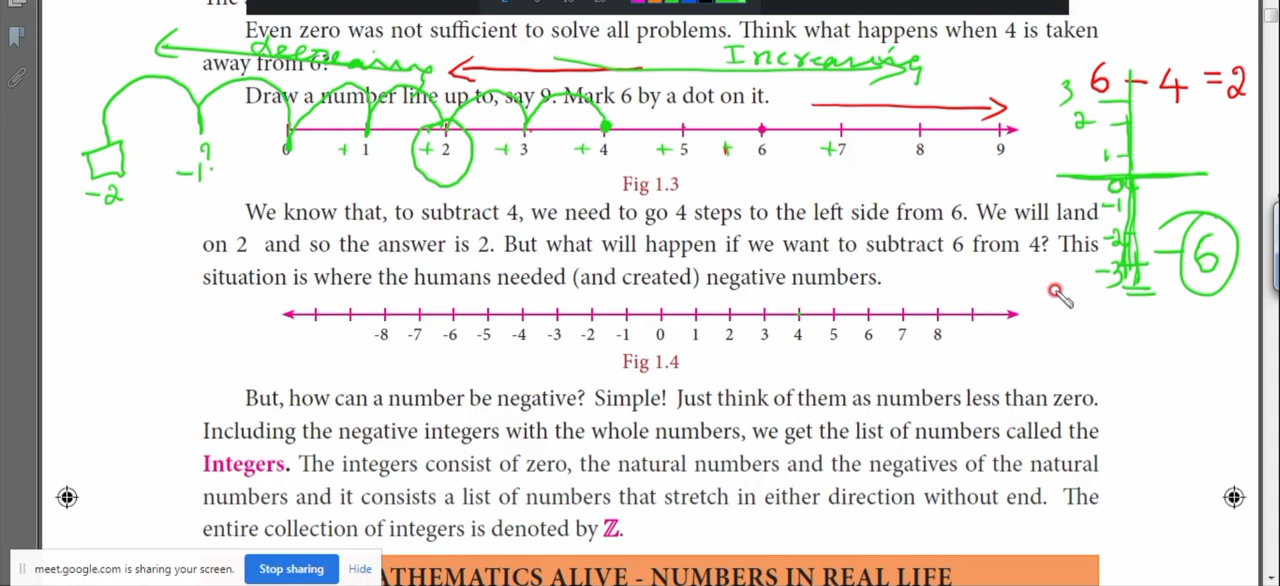 Even zero was not sufficient to solve all problems. Think what happens when 4 is taken
away from 6?
decreasing
Increasing
Draw a number line up to, say 9. Mark 6 by a dot on it.
6 - 4 = 2
3
2
1
0
-1
-2
-3
-6
0 + 1 + 2 + 3 + 4 + 5 + 6 +7 8 9
?
-1
-2
Fig 1.3
We know that, to subtract 4, we need to go 4 steps to the left side from 6. We will land
on 2 and so the answer is 2. But what will happen if we want to subtract 6 from 4? This
situation is where the humans needed (and created) negative numbers.
-8 -7 -6 -5 -4 -3 -2 -1 0 1 2 3 4 5 6 7 8
Fig 1.4
But, how can a number be negative? Simple! Just think of them as numbers less than zero.
Including the negative integers with the whole numbers, we get the list of numbers called the
Integers. The integers consist of zero, the natural numbers and the negatives of the natural
numbers and it consists a list of numbers that stretch in either direction without end. The
entire collection of integers is denoted by ℤ.
meet.google.com is sharing your screen. Stop sharing Hide
ATHEMATICS ALIVE - NUMBERS IN REAL LIFE